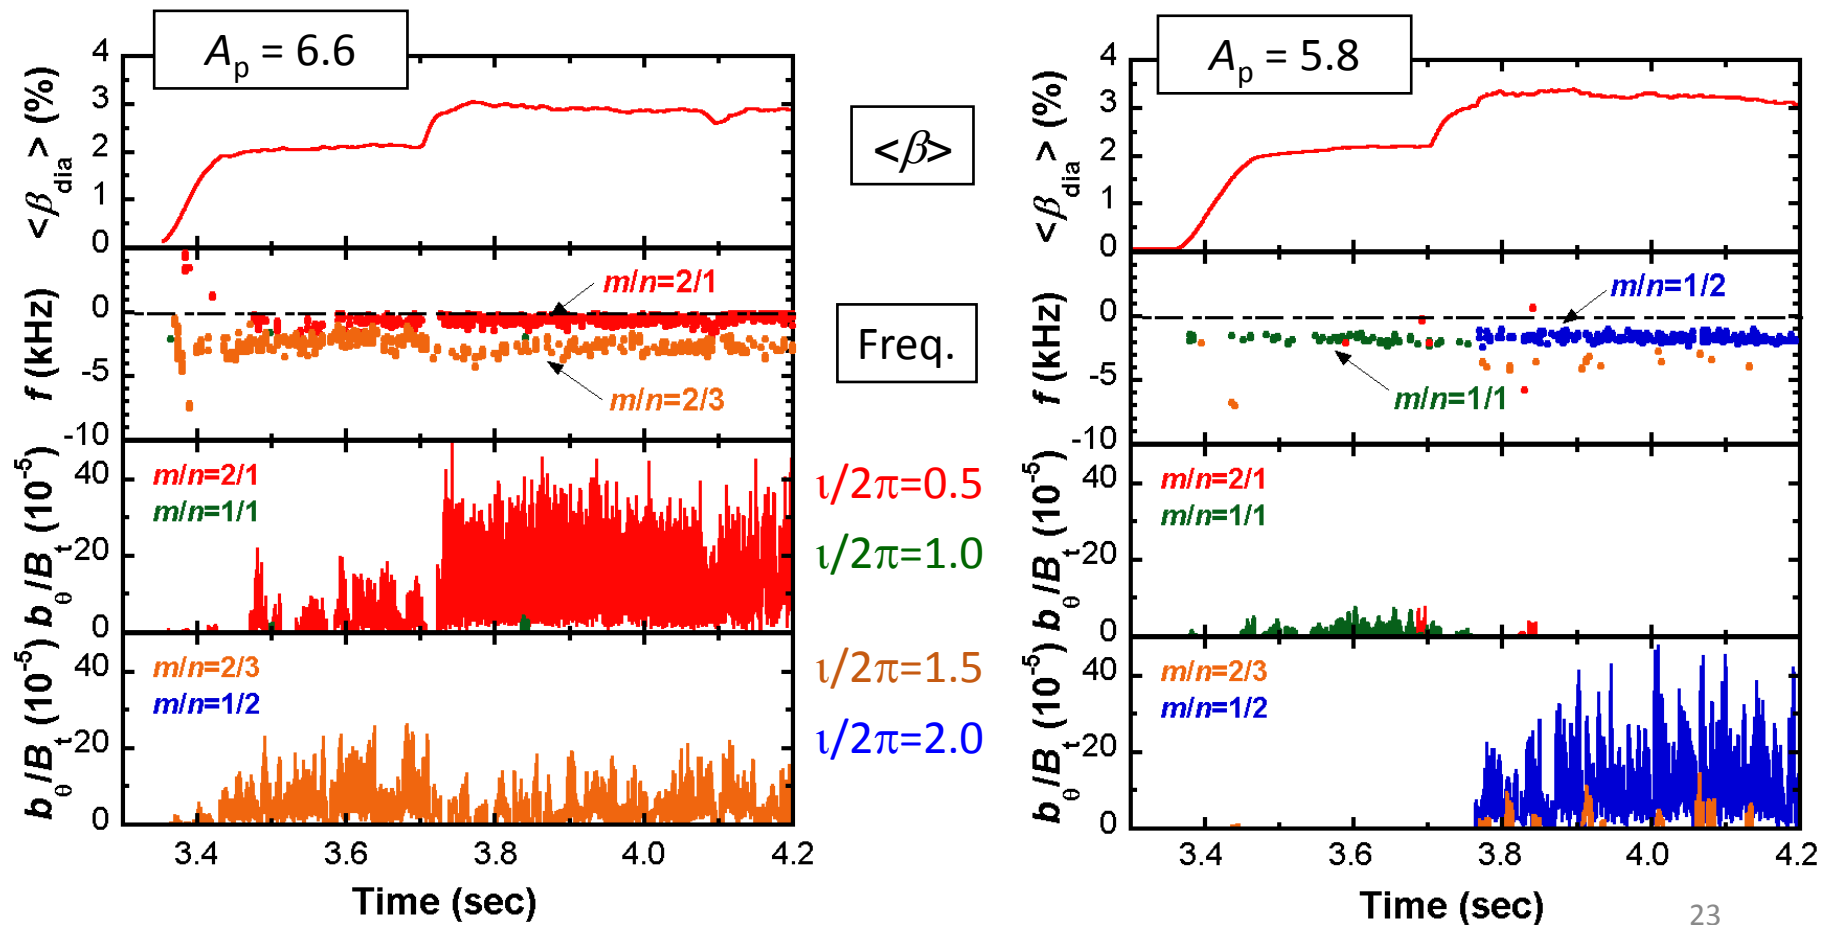 A_p = 6.6
<β_dia> (%)
4
3
2
1
0
f (kHz)
0
-5
-10
m/n=2/1
m/n=2/3
b_θ/B_t (10^-5)
40
20
0
m/n=2/1
m/n=1/1
b_θ/B_t (10^-5)
40
20
0
m/n=2/3
m/n=1/2
3.4 3.6 3.8 4.0 4.2
Time (sec)
<β>
Freq.
ι/2π=0.5
ι/2π=1.0
ι/2π=1.5
ι/2π=2.0
A_p = 5.8
<β_dia> (%)
4
3
2
1
0
f (kHz)
0
-5
-10
m/n=1/2
m/n=1/1
b_θ/B_t (10^-5)
40
20
0
m/n=2/1
m/n=1/1
b_θ/B_t (10^-5)
40
20
0
m/n=2/3
m/n=1/2
3.4 3.6 3.8 4.0 4.2
Time (sec)
23